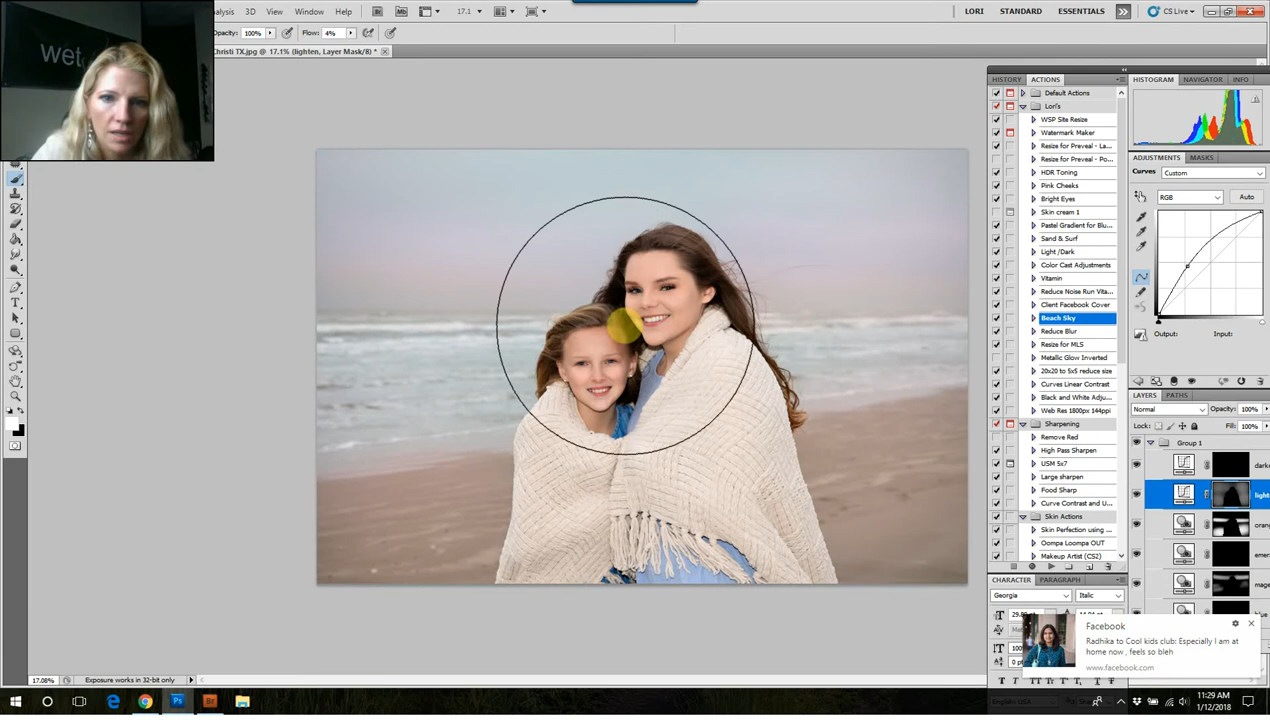 wet
Analysis 3D View Window Help 17.1 LORI STANDARD ESSENTIALS CS Live
Opacity: 100% Flow: 4%
Christi TX.jpg @ 17.1% (lighten, Layer Mask/8) *
HISTORY ACTIONS
Default Actions
Lori's
WSP Site Resize
Watermark Maker
Resize for Preveal - La...
Resize for Preveal - Po...
HDR Toning
Pink Cheeks
Bright Eyes
Skin cream 1
Pastel Gradient for Blu...
Sand & Surf
Light /Dark
Color Cast Adjustments
Vitamin
Reduce Noise Run Vita...
Client Facebook Cover
Beach Sky
Reduce Blur
Resize for MLS
Metallic Glow Inverted
20x20 to 5x5 reduce size
Curves Linear Contrast
Black and White Adju...
Web Res 1800px 144ppi
Sharpening
Remove Red
High Pass Sharpen
USM 5x7
Large sharpen
Food Sharp
Curve Contrast and U...
Skin Actions
Skin Perfection using ...
Oompa Loompa OUT
Makeup Artist (CS2)
HISTOGRAM NAVIGATOR INFO
ADJUSTMENTS MASKS
Curves Custom
RGB Auto
Output: Input:
LAYERS PATHS
Normal Opacity: 100%
Lock: Fill: 100%
Group 1
darke
light
orang
emer
mage
blue
CHARACTER PARAGRAPH
Georgia Italic
Facebook
Radhika to Cool kids club: Especially I am at
home now , feels so bleh
www.facebook.com
17.08% Exposure works in 32-bit only
11:29 AM
1/12/2018